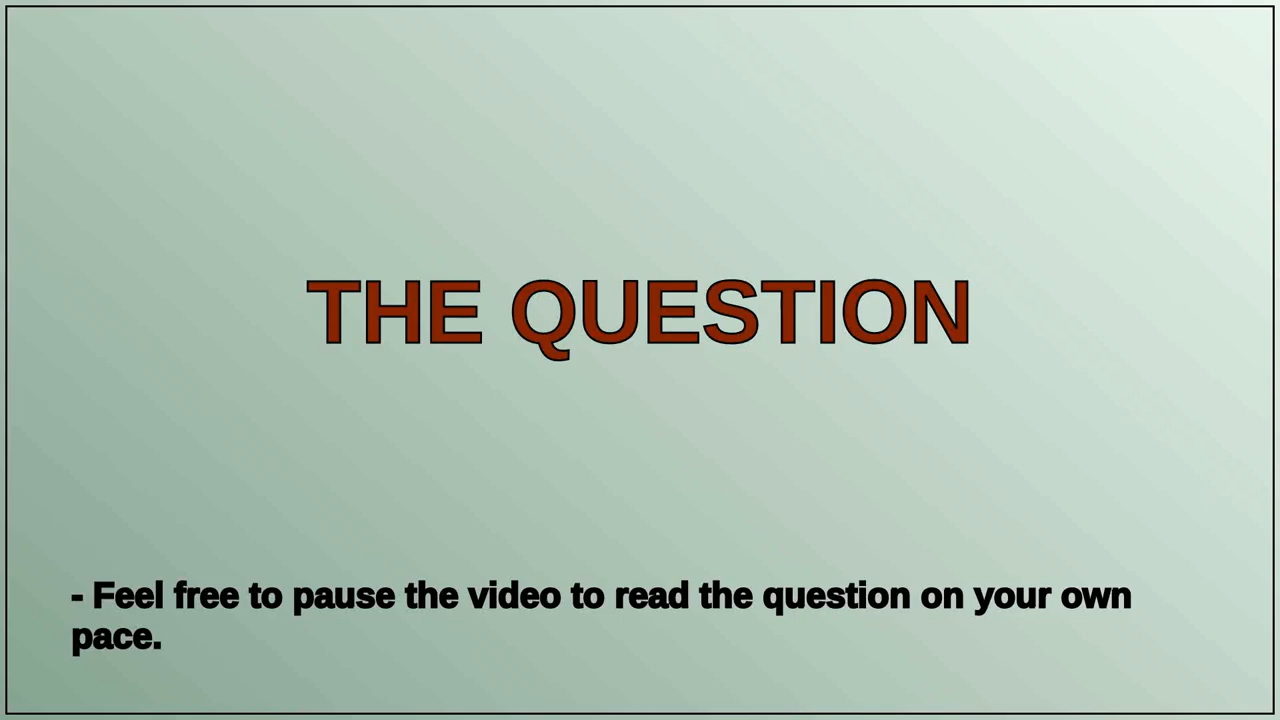 THE QUESTION
- Feel free to pause the video to read the question on your own
pace.